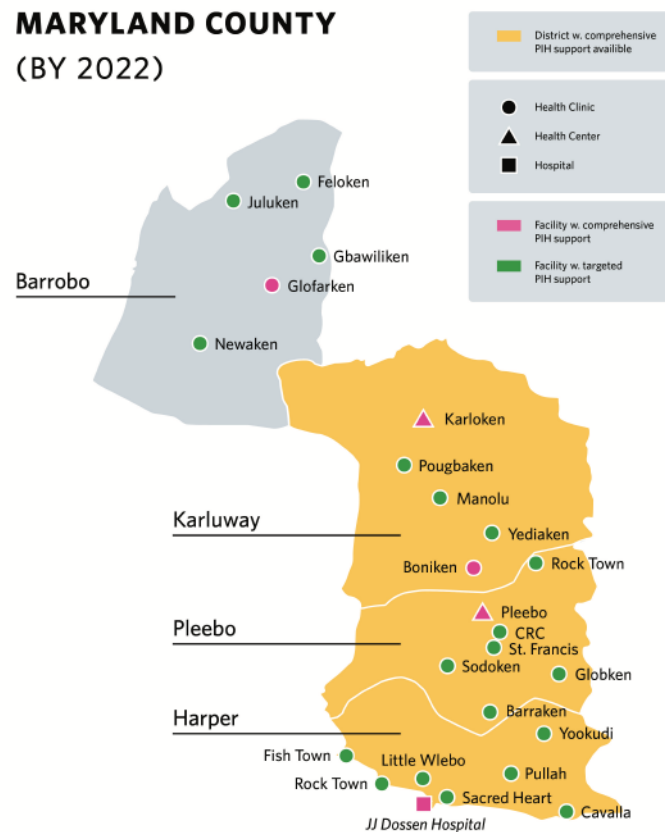 MARYLAND COUNTY
(BY 2022)
District w. comprehensive
PIH support availible
Health Clinic
Health Center
Hospital
Facility w. comprehensive
PIH support
Facility w. targeted
PIH support
Feloken
Juluken
Gbawiliken
Barrobo
Glofarken
Newaken
Karloken
Pougbaken
Manolu
Karluway
Yediaken
Boniken
Rock Town
Pleebo
Pleebo
CRC
St. Francis
Sodoken
Globken
Harper
Barraken
Yookudi
Fish Town
Little Wlebo
Rock Town
Pullah
Sacred Heart
Cavalla
JJ Dossen Hospital